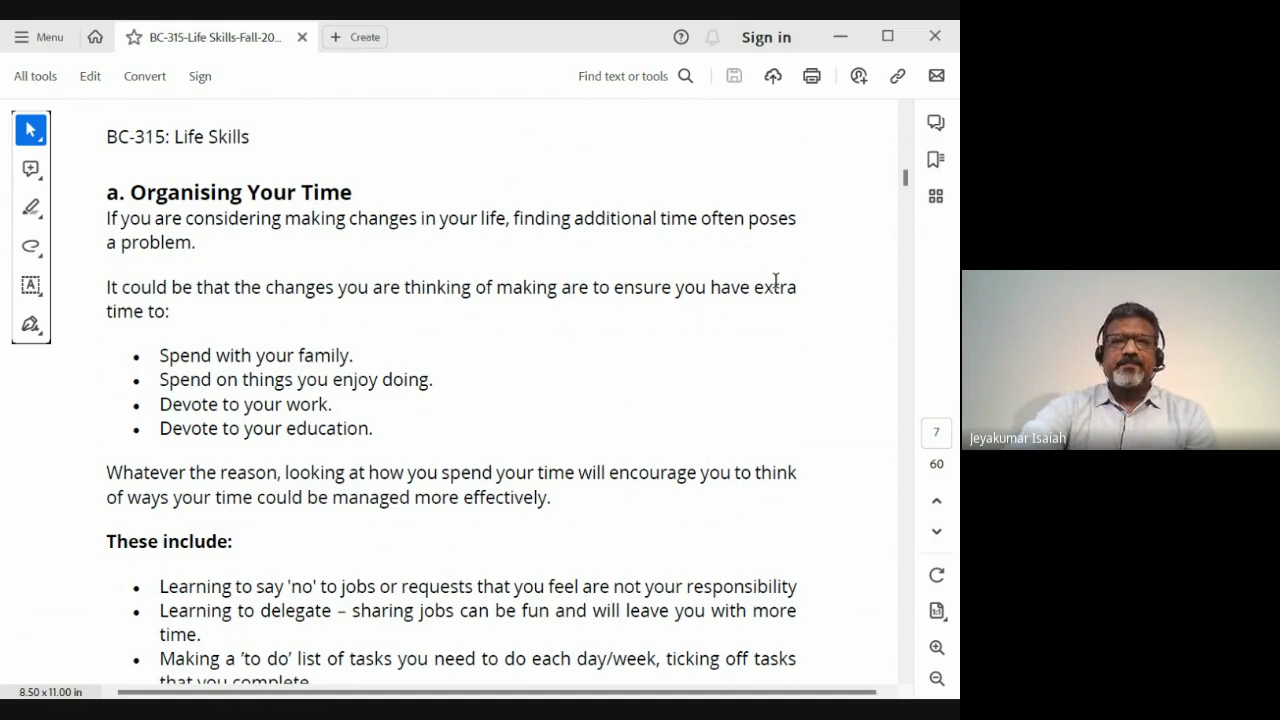 Menu
BC-315-Life Skills-Fall-20...
Create
Sign in
All tools
Edit
Convert
Sign
Find text or tools
BC-315: Life Skills
a. Organising Your Time
If you are considering making changes in your life, finding additional time often poses
a problem.
It could be that the changes you are thinking of making are to ensure you have extra
time to:
• Spend with your family.
• Spend on things you enjoy doing.
• Devote to your work.
• Devote to your education.
Whatever the reason, looking at how you spend your time will encourage you to think
of ways your time could be managed more effectively.
These include:
• Learning to say 'no' to jobs or requests that you feel are not your responsibility
• Learning to delegate – sharing jobs can be fun and will leave you with more
time.
• Making a ’to do’ list of tasks you need to do each day/week, ticking off tasks
that you complete
7
60
8.50 x 11.00 in
Jeyakumar Isaiah